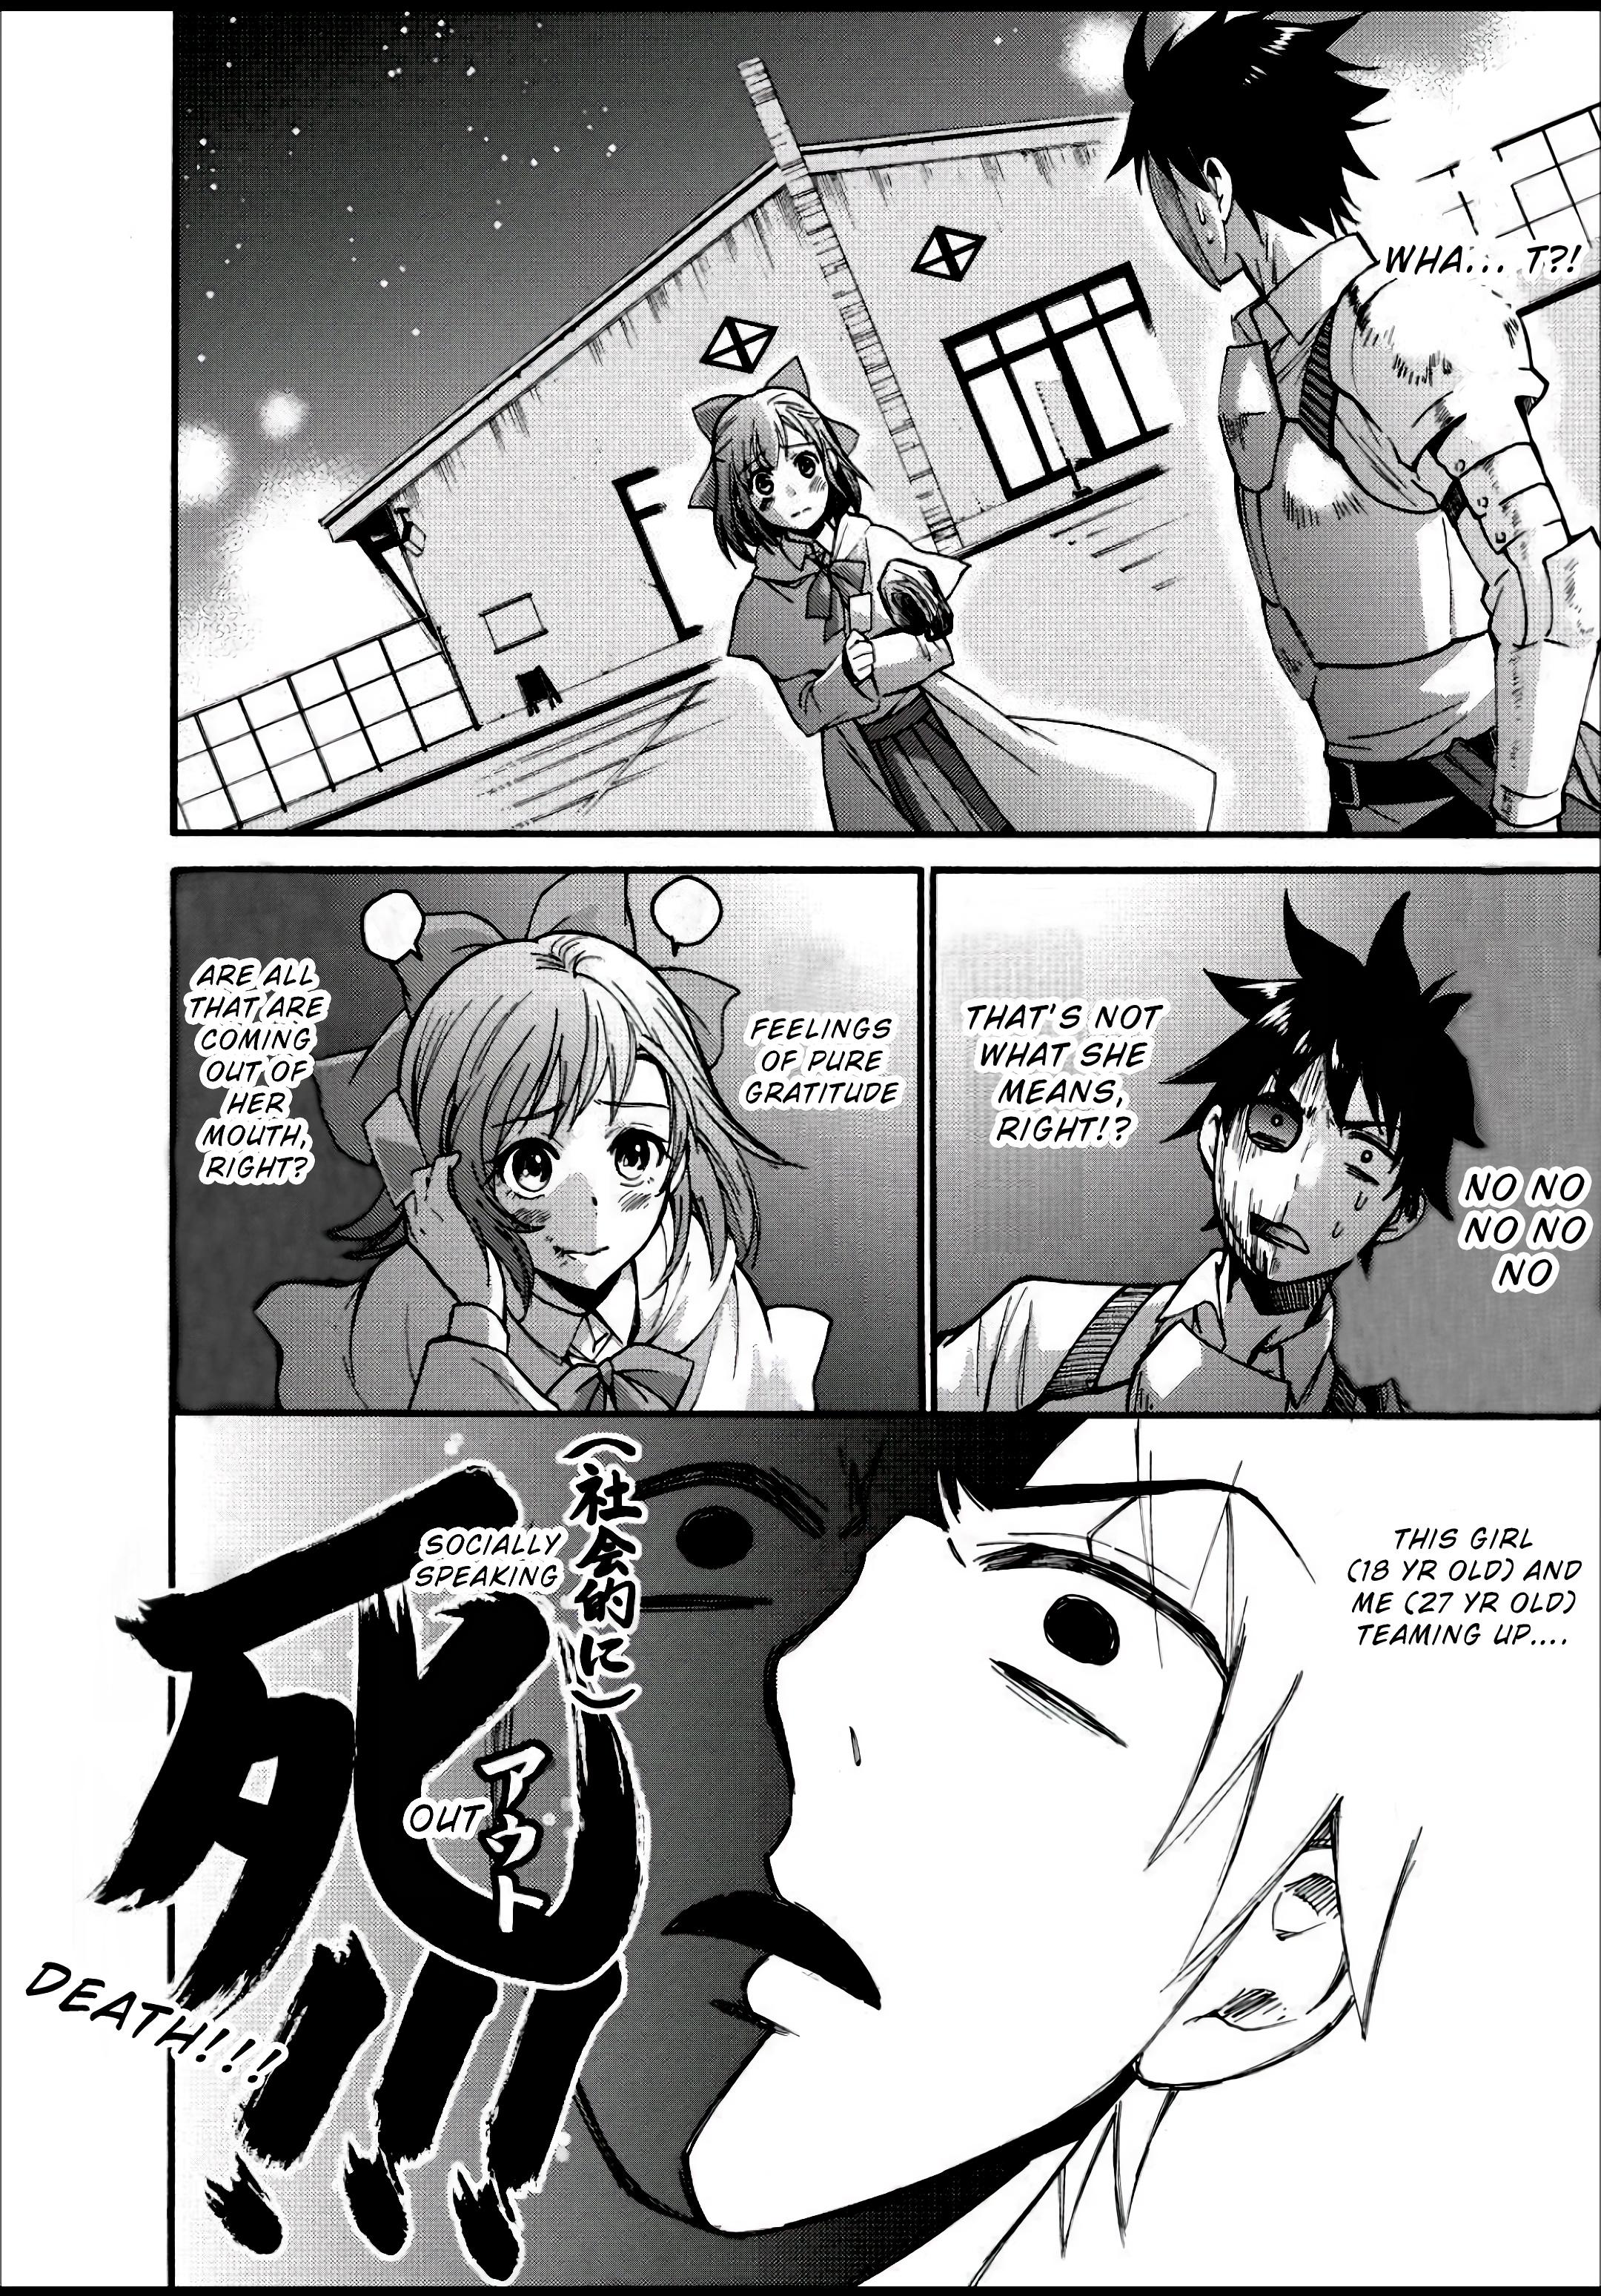 WHA... T?!
NO NO
NO NO
NO
THAT'S NOT
WHAT SHE
MEANS,
RIGHT!?
FEELINGS
OF PURE
GRATITUDE
ARE ALL
THAT ARE
COMING
OUT OF
HER
MOUTH,
RIGHT?
THIS GIRL
(18 YR OLD) AND
ME (27 YR OLD)
TEAMING UP....
(社会的に)
SOCIALLY
SPEAKING
アウト
OUT
死!!!
DEATH!!!